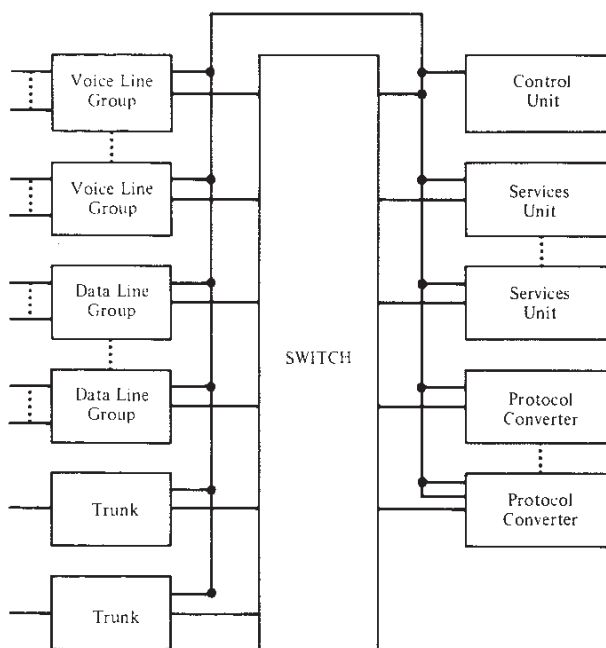 Voice Line
Group
Voice Line
Group
Data Line
Group
Data Line
Group
Trunk
Trunk
SWITCH
Control
Unit
Services
Unit
Services
Unit
Protocol
Converter
Protocol
Converter